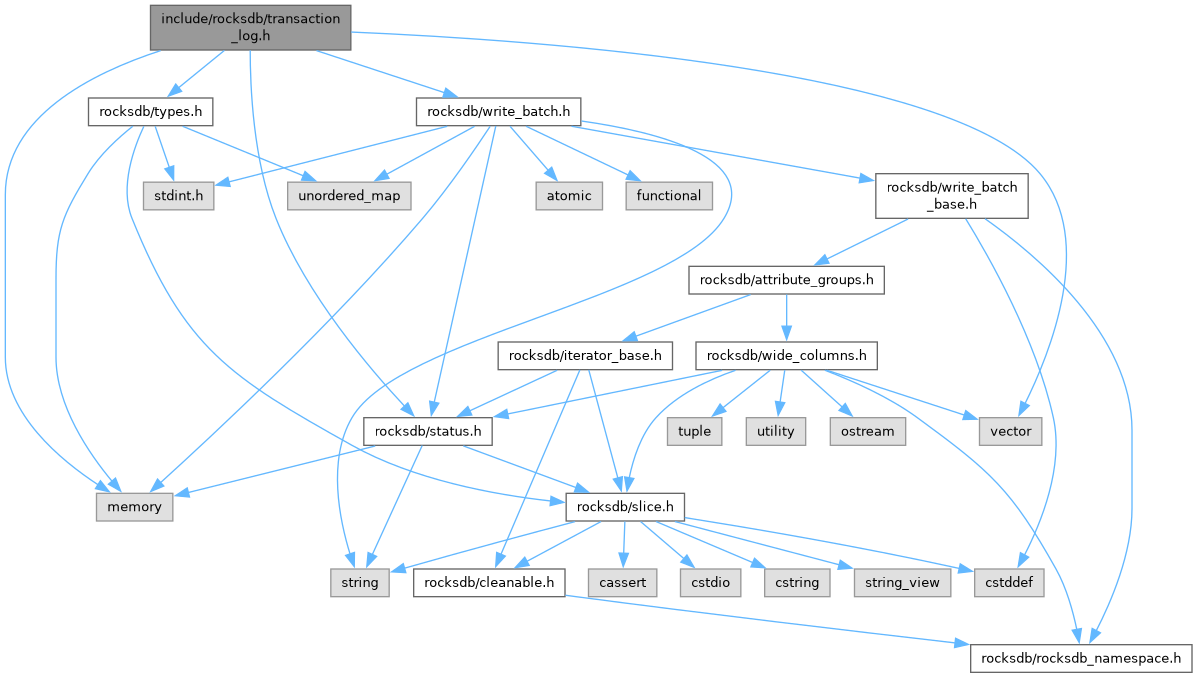 include/rocksdb/transaction
_log.h
rocksdb/types.h
rocksdb/write_batch.h
stdint.h
unordered_map
atomic
functional
rocksdb/write_batch
_base.h
rocksdb/attribute_groups.h
rocksdb/iterator_base.h
rocksdb/wide_columns.h
rocksdb/status.h
tuple
utility
ostream
vector
memory
rocksdb/slice.h
string
rocksdb/cleanable.h
cassert
cstdio
cstring
string_view
cstddef
rocksdb/rocksdb_namespace.h